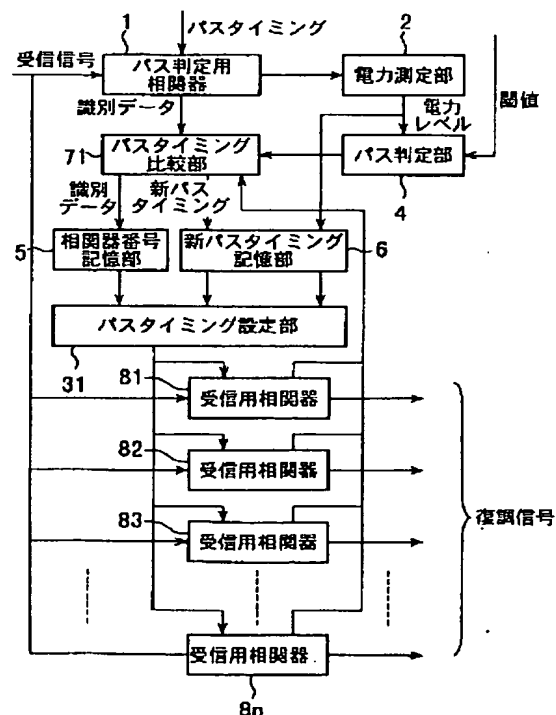 パスタイミング
1
2
受信信号
パス判定用
相関器
電力測定部
閾値
識別データ
電力
レベル
71
パスタイミング
比較部
パス判定部
4
識別
データ
新パス
タイミング
5
相関器番号
記憶部
新パスタイミング
記憶部
6
パスタイミング設定部
31
81
受信用相関器
82
受信用相関器
83
受信用相関器
復調信号
受信用相関器
8n